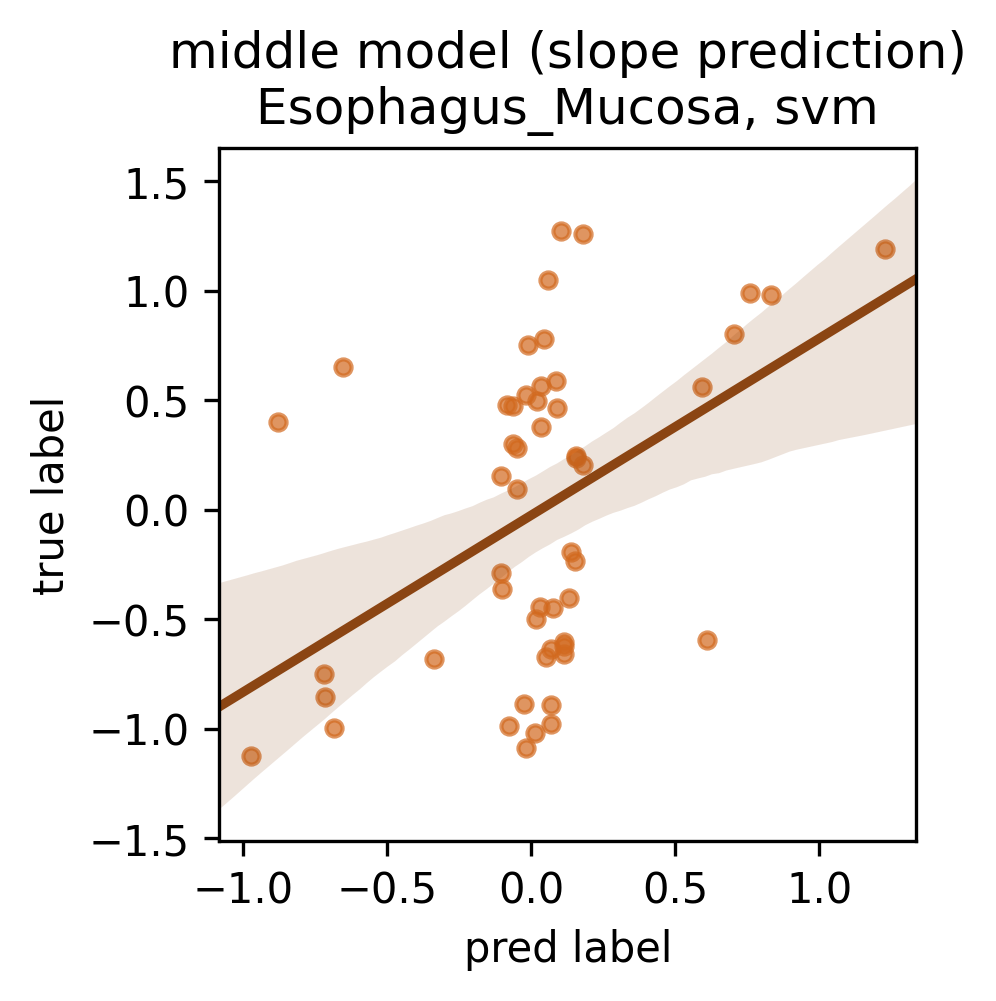 middle model (slope prediction)
Esophagus_Mucosa, svm
1.5
1.0
0.5
0.0
−0.5
−1.0
−1.5
true label
−1.0 −0.5 0.0 0.5 1.0
pred label